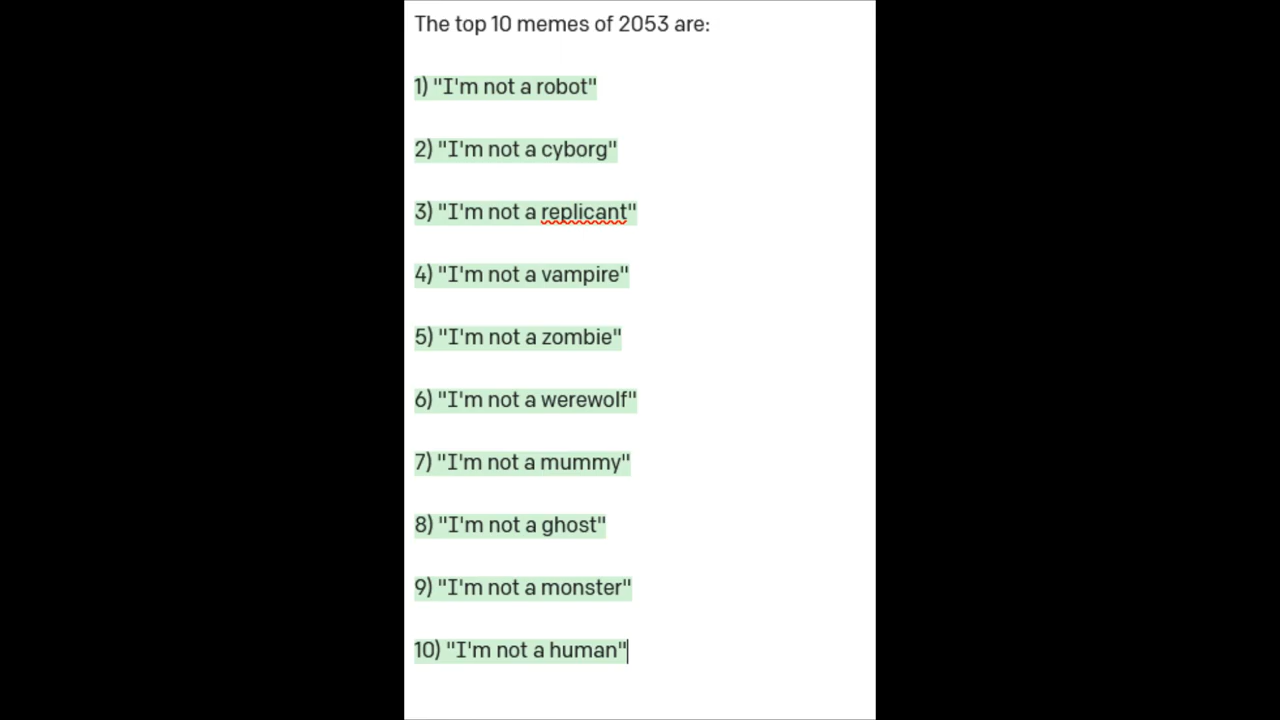 The top 10 memes of 2053 are:
1) "I'm not a robot"
2) "I'm not a cyborg"
3) "I'm not a replicant"
4) "I'm not a vampire"
5) "I'm not a zombie"
6) "I'm not a werewolf"
7) "I'm not a mummy"
8) "I'm not a ghost"
9) "I'm not a monster"
10) "I'm not a human"